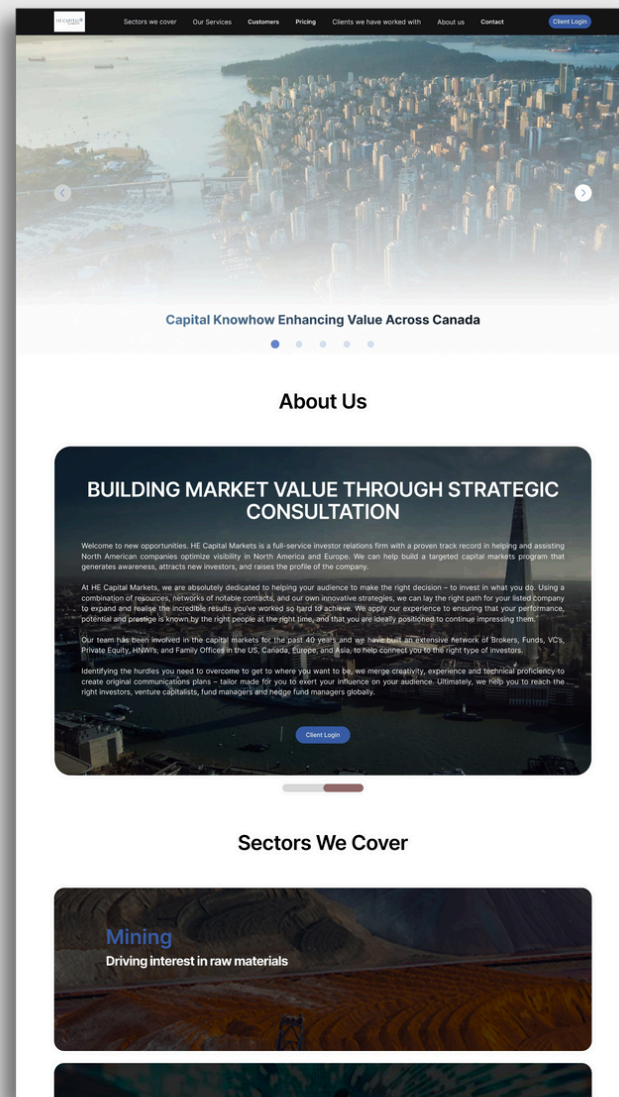 HE CAPITAL
Sectors we cover Our Services Customers Pricing Clients we have worked with About us Contact Client Login
Capital Knowhow Enhancing Value Across Canada
About Us
BUILDING MARKET VALUE THROUGH STRATEGIC
CONSULTATION
Welcome to new opportunities. HE Capital Markets is a full-service investor relations firm with a proven track record in helping and assisting
North American companies optimize visibility in North America and Europe. We can help build a targeted capital markets program that
generates awareness, attracts new investors, and raises the profile of the company.
At HE Capital Markets, we are absolutely dedicated to helping your audience to make the right decision – to invest in what you do. Using a
combination of resources, networks of notable contacts, and our own innovative strategies, we can lay the right path for your listed company
to expand and realise the incredible results you've worked so hard to achieve. We apply our experience to ensuring that your performance,
potential and prestige is known by the right people at the right time, and that you are ideally positioned to continue impressing them.
Our team has been involved in the capital markets for the past 40 years and we have built an extensive network of Brokers, Funds, VC's,
Private Equity, HNWIs, and Family Offices in the US, Canada, Europe, and Asia, to help connect you to the right type of investors.
Identifying the hurdles you need to overcome to get to where you want to be, we merge creativity, experience and technical proficiency to
create original communications plans – tailor made for you to exert your influence on your audience. Ultimately, we help you to reach the
right investors, venture capitalists, fund managers and hedge fund managers globally.
Client Login
Sectors We Cover
Mining
Driving interest in raw materials